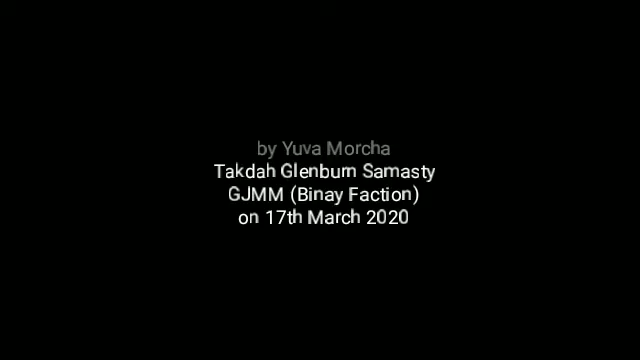 by Yuva Morcha
Takdah Glenburn Samasty
GJMM (Binay Faction)
on 17th March 2020